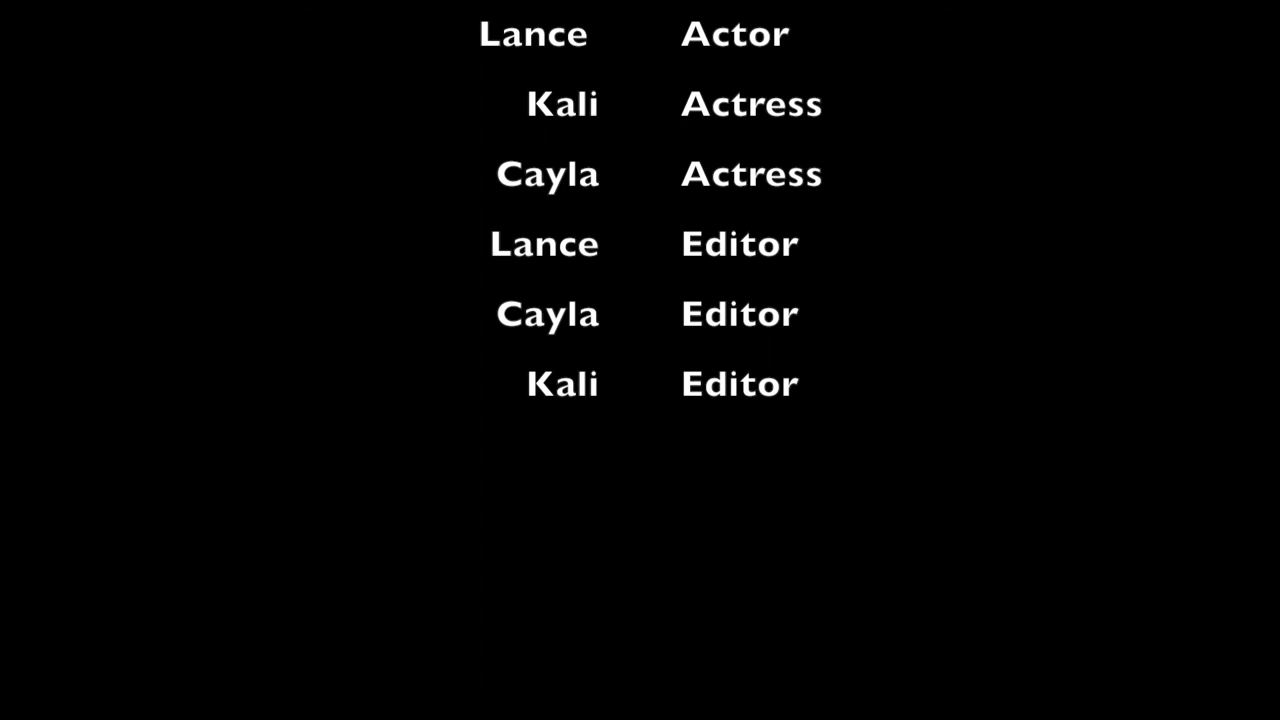 Lance Actor
Kali Actress
Cayla Actress
Lance Editor
Cayla Editor
Kali Editor